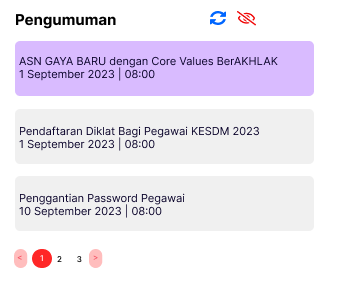 Pengumuman
ASN GAYA BARU dengan Core Values BerAKHLAK
1 September 2023 | 08:00
Pendaftaran Diklat Bagi Pegawai KESDM 2023
1 September 2023 | 08:00
Penggantian Password Pegawai
10 September 2023 | 08:00
< 1 2 3 >